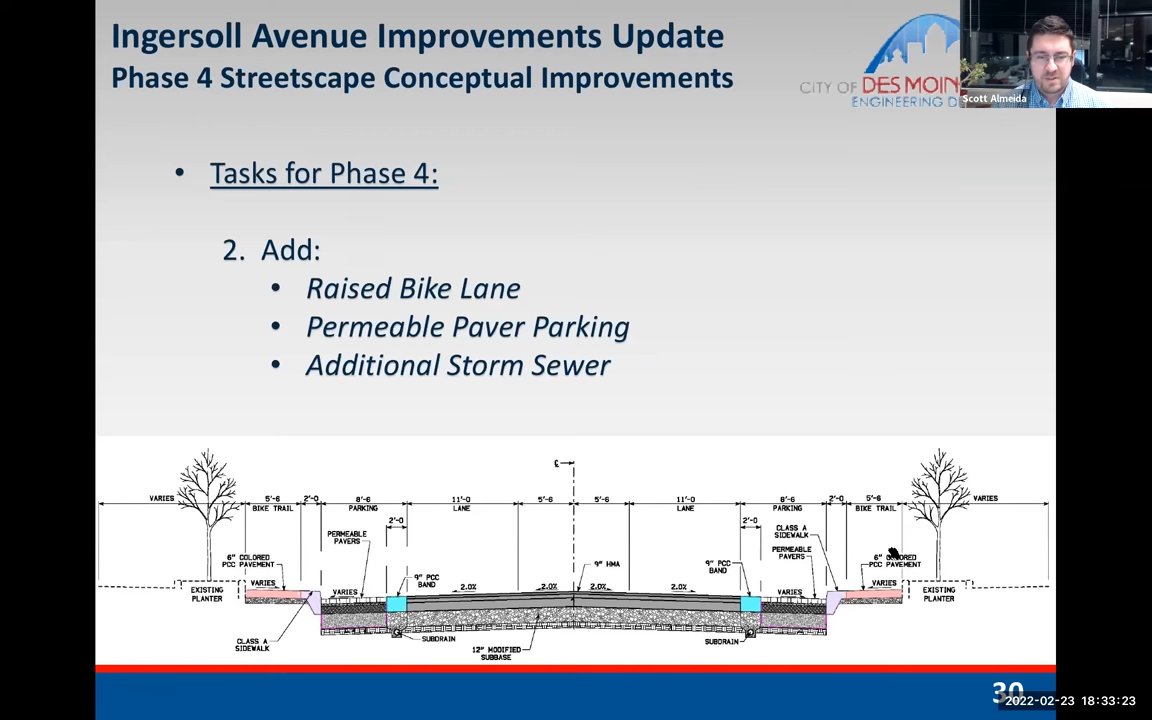 Ingersoll Avenue Improvements Update
Phase 4 Streetscape Conceptual Improvements
CITY OF DES MOIN
ENGINEERING D
Scott Almeida
• Tasks for Phase 4:
2. Add:
• Raised Bike Lane
• Permeable Paver Parking
• Additional Storm Sewer
℄
VARIES 5'-6 2'-0 8'-6 11'-0 5'-6 5'-6 11'-0 8'-6 2'-0 5'-6 VARIES
BIKE TRAIL PARKING LANE LANE PARKING BIKE TRAIL
2'-0 2'-0
CLASS A
SIDEWALK
PERMEABLE
PAVERS
PERMEABLE
PAVERS
6" COLORED
PCC PAVEMENT
9" PCC
BAND
9" HMA
9" PCC
BAND
6" COLORED
PCC PAVEMENT
VARIES VARIES 2.0% 2.0% 2.0% 2.0% VARIES VARIES
EXISTING
PLANTER
EXISTING
PLANTER
CLASS A
SIDEWALK
SUBDRAIN
12" MODIFIED
SUBBASE
SUBDRAIN
30
2022-02-23 18:33:23